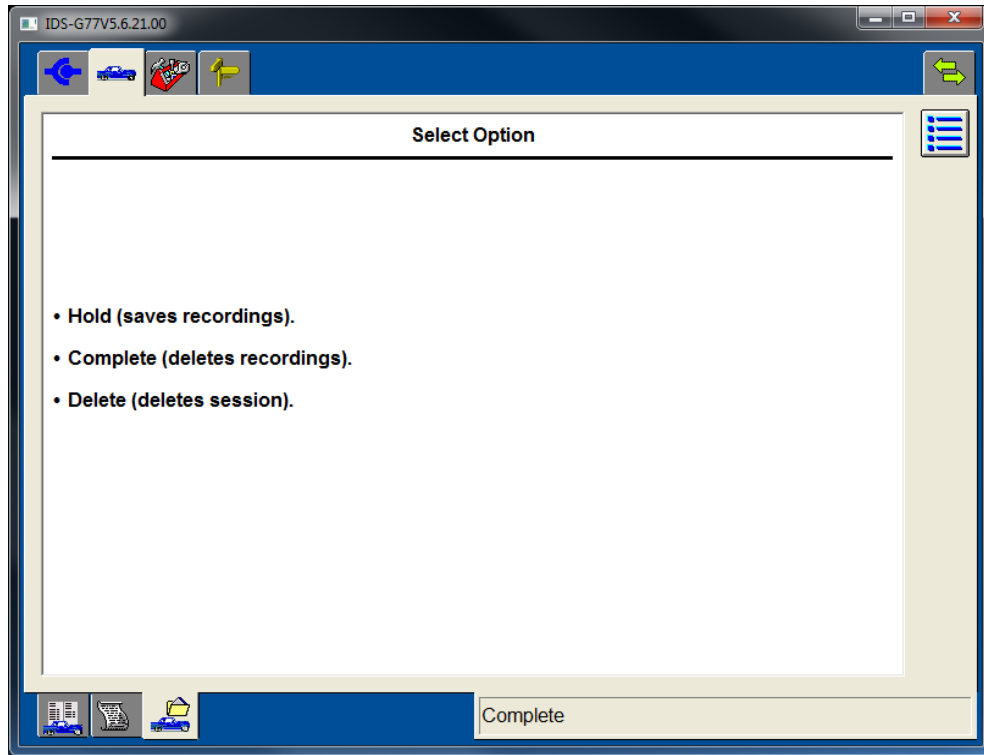 IDS-G77V5.6.21.00
Select Option
• Hold (saves recordings).
• Complete (deletes recordings).
• Delete (deletes session).
Complete